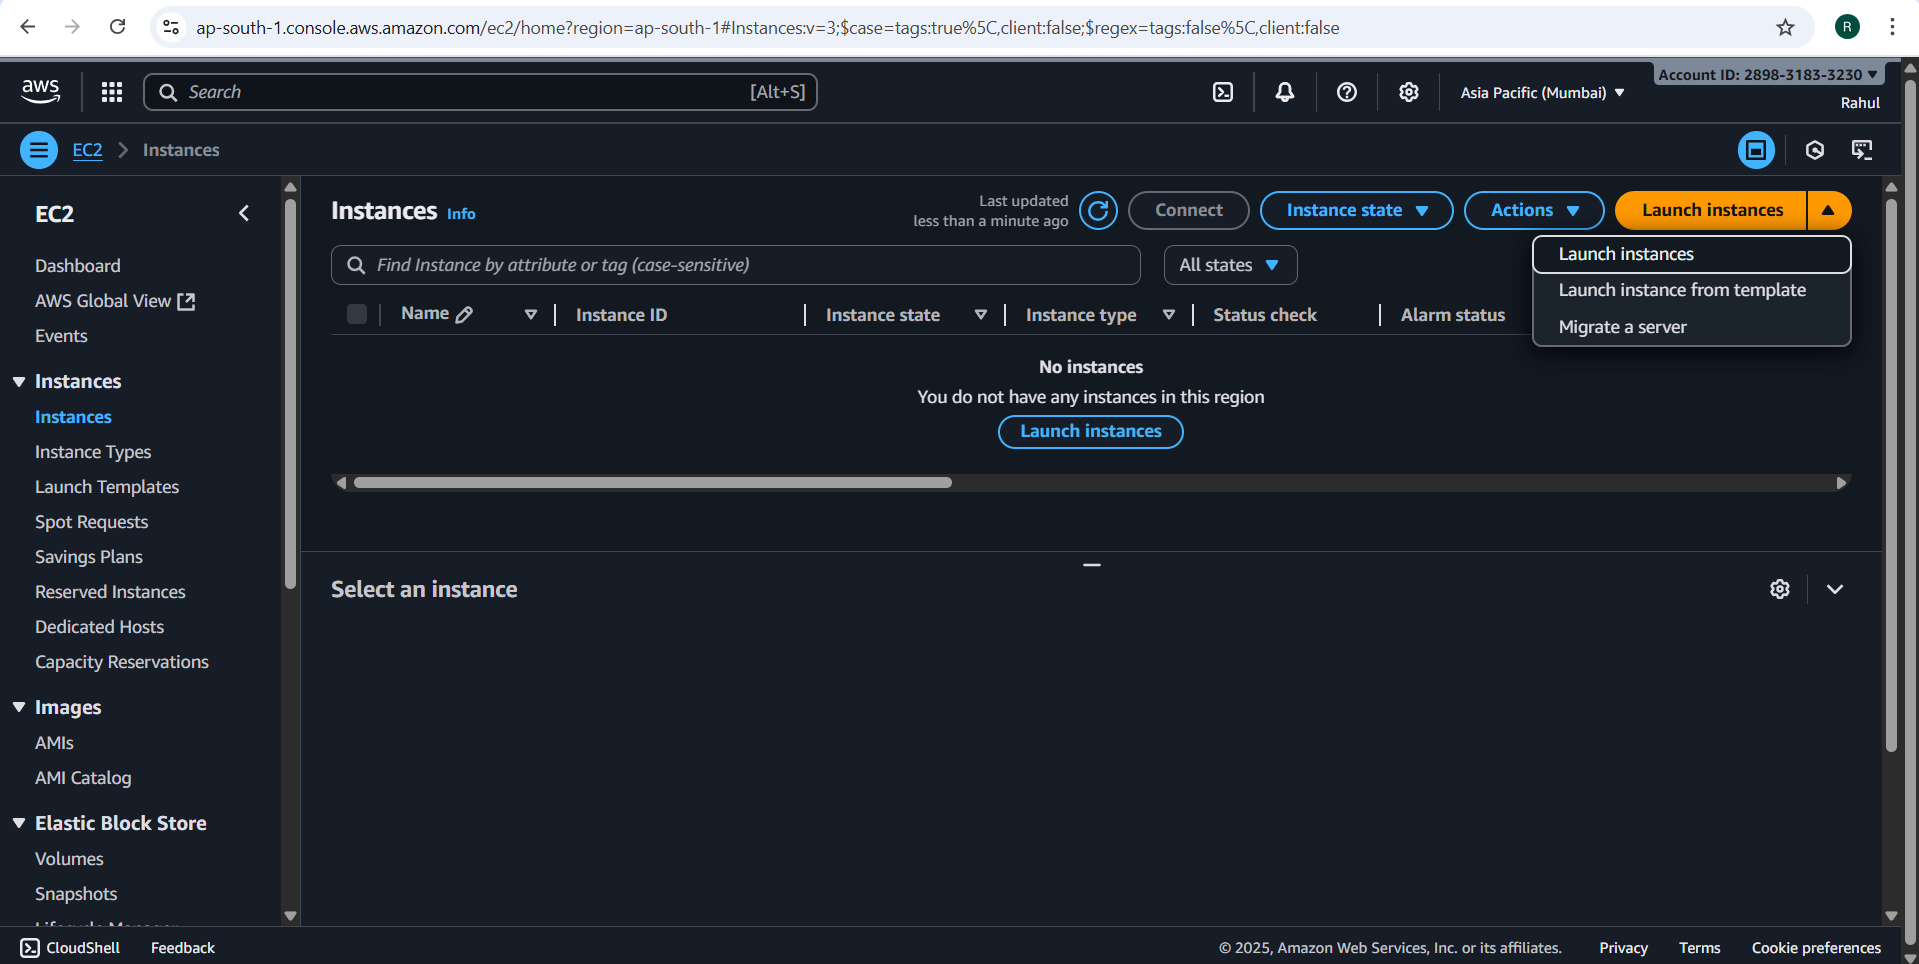 ap-south-1.console.aws.amazon.com/ec2/home?region=ap-south-1#Instances:v=3;$case=tags:true%5C,client:false;$regex=tags:false%5C,client:false
R
aws
Search
[Alt+S]
Asia Pacific (Mumbai)
Account ID: 2898-3183-3230
Rahul
EC2
Instances
EC2
Dashboard
AWS Global View
Events
Instances
Instances
Instance Types
Launch Templates
Spot Requests
Savings Plans
Reserved Instances
Dedicated Hosts
Capacity Reservations
Images
AMIs
AMI Catalog
Elastic Block Store
Volumes
Snapshots
Instances Info
Last updated
less than a minute ago
Connect
Instance state
Actions
Launch instances
Launch instances
Launch instance from template
Migrate a server
Find Instance by attribute or tag (case-sensitive)
All states
Name
Instance ID
Instance state
Instance type
Status check
Alarm status
No instances
You do not have any instances in this region
Launch instances
Select an instance
CloudShell
Feedback
© 2025, Amazon Web Services, Inc. or its affiliates.
Privacy
Terms
Cookie preferences